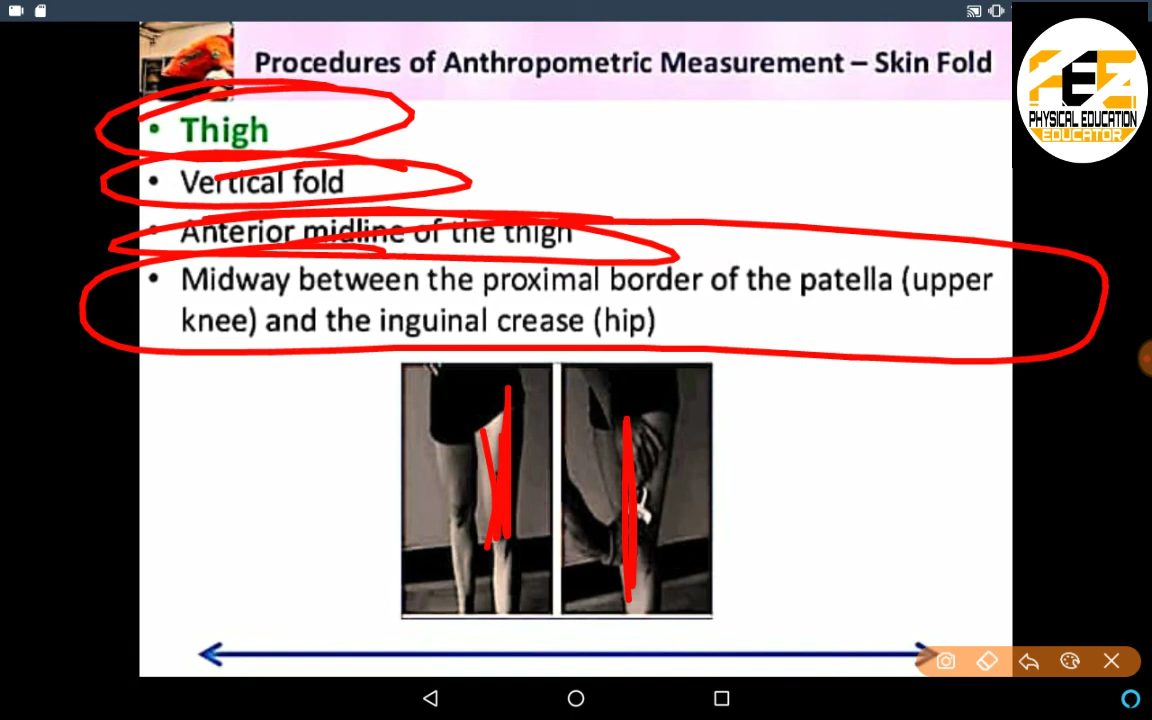 Procedures of Anthropometric Measurement – Skin Fold
PHYSICAL EDUCATION
EDUCATOR
• Thigh
• Vertical fold
• Anterior midline of the thigh
• Midway between the proximal border of the patella (upper
knee) and the inguinal crease (hip)